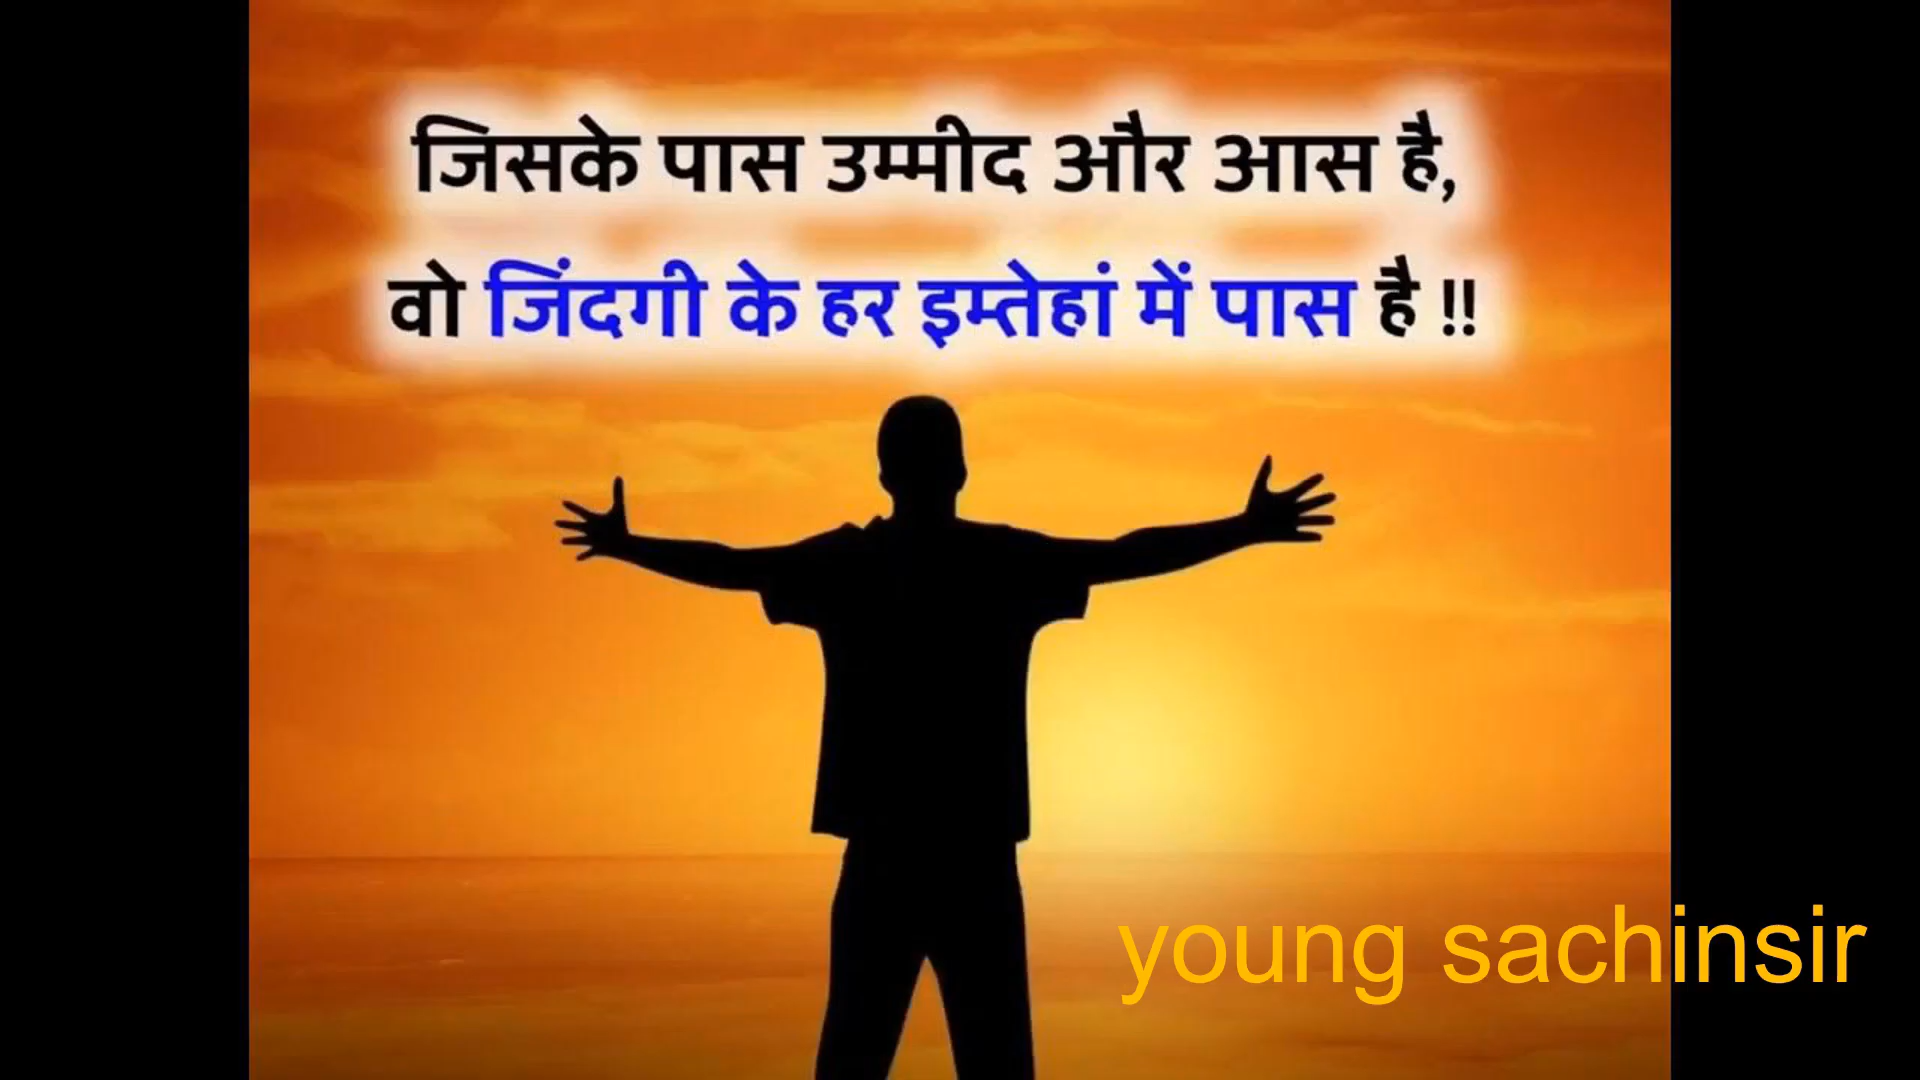 जिसके पास उम्मीद और आस है,
वो जिंदगी के हर इम्तेहां में पास है !!
young sachinsir